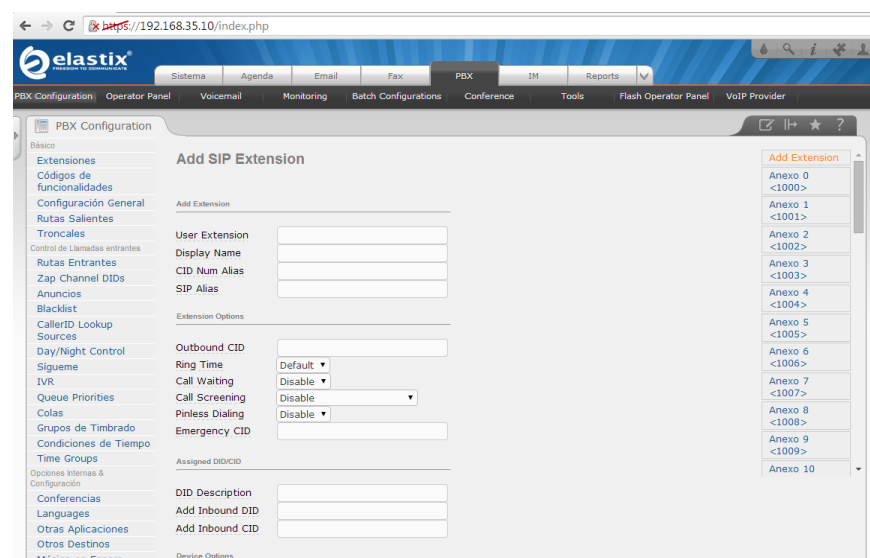 https://192.168.35.10/index.php
elastix®
FREEDOM TO COMMUNICATE
Sistema Agenda Email Fax PBX IM Reports
PBX Configuration Operator Panel Voicemail Monitoring Batch Configurations Conference Tools Flash Operator Panel VoIP Provider
PBX Configuration
Básico
Extensiones
Códigos de
funcionalidades
Configuración General
Rutas Salientes
Troncales
Control de Llamadas entrantes
Rutas Entrantes
Zap Channel DIDs
Anuncios
Blacklist
CallerID Lookup
Sources
Day/Night Control
Sígueme
IVR
Queue Priorities
Colas
Grupos de Timbrado
Condiciones de Tiempo
Time Groups
Opciones Internas &
Configuración
Conferencias
Languages
Otras Aplicaciones
Otros Destinos
Música en Espera
Add SIP Extension
Add Extension
User Extension
Display Name
CID Num Alias
SIP Alias
Extension Options
Outbound CID
Ring Time Default
Call Waiting Disable
Call Screening Disable
Pinless Dialing Disable
Emergency CID
Assigned DID/CID
DID Description
Add Inbound DID
Add Inbound CID
Device Options
Add Extension
Anexo 0
<1000>
Anexo 1
<1001>
Anexo 2
<1002>
Anexo 3
<1003>
Anexo 4
<1004>
Anexo 5
<1005>
Anexo 6
<1006>
Anexo 7
<1007>
Anexo 8
<1008>
Anexo 9
<1009>
Anexo 10